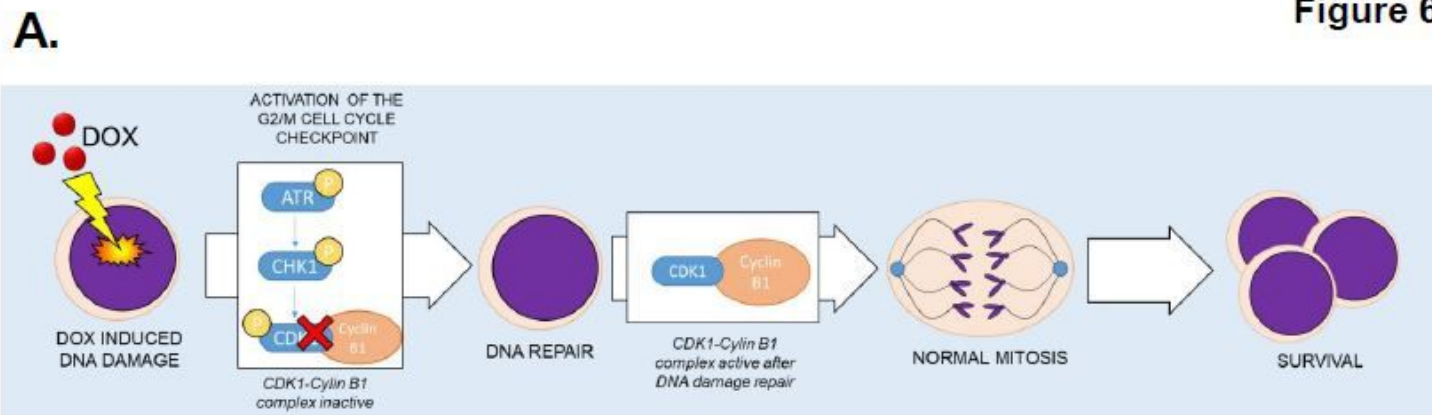 Figure 6
A.
ACTIVATION OF THE
G2/M CELL CYCLE
CHECKPOINT
DOX
P
ATR
P
CHK1
P
CDK
Cyclin
B1
CDK1-Cylin B1
complex inactive
DOX INDUCED
DNA DAMAGE
DNA REPAIR
CDK1
Cyclin
B1
CDK1-Cylin B1
complex active after
DNA damage repair
NORMAL MITOSIS
SURVIVAL